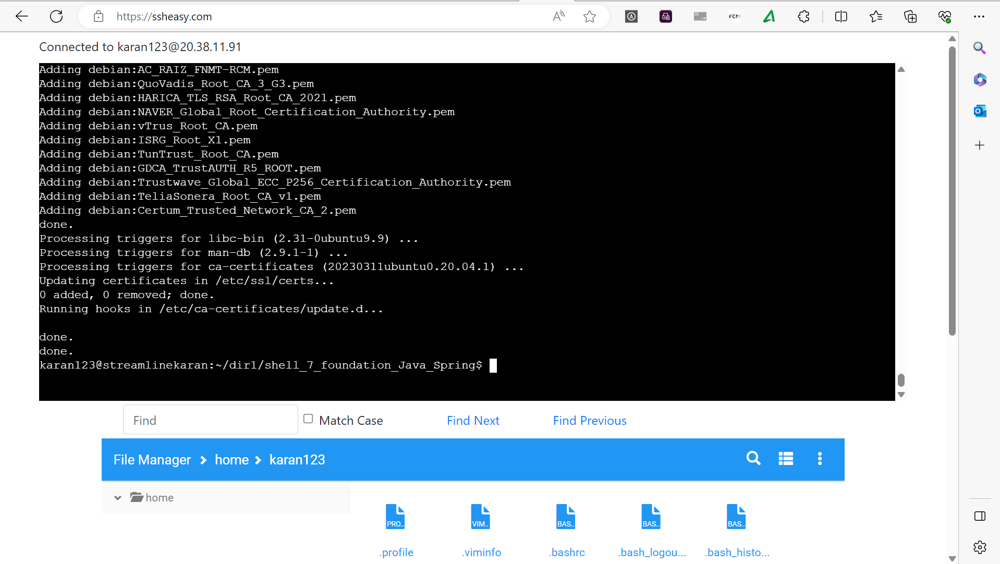 https://ssheasy.com
Connected to karan123@20.38.11.91
Adding debian:AC_RAIZ_FNMT-RCM.pem
Adding debian:QuoVadis_Root_CA_3_G3.pem
Adding debian:HARICA_TLS_RSA_Root_CA_2021.pem
Adding debian:NAVER_Global_Root_Certification_Authority.pem
Adding debian:vTrus_Root_CA.pem
Adding debian:ISRG_Root_X1.pem
Adding debian:TunTrust_Root_CA.pem
Adding debian:GDCA_TrustAUTH_R5_ROOT.pem
Adding debian:Trustwave_Global_ECC_P256_Certification_Authority.pem
Adding debian:TeliaSonera_Root_CA_v1.pem
Adding debian:Certum_Trusted_Network_CA_2.pem
done.
Processing triggers for libc-bin (2.31-0ubuntu9.9) ...
Processing triggers for man-db (2.9.1-1) ...
Processing triggers for ca-certificates (20230311ubuntu0.20.04.1) ...
Updating certificates in /etc/ssl/certs...
0 added, 0 removed; done.
Running hooks in /etc/ca-certificates/update.d...
done.
done.
karan123@streamlinekaran:~/dir1/shell_7_foundation_Java_Spring$
Find Match Case Find Next Find Previous
File Manager > home > karan123
home
PRO.. VIM.. BAS.. BAS.. BAS..
.profile .viminfo .bashrc .bash_logou... .bash_histo...